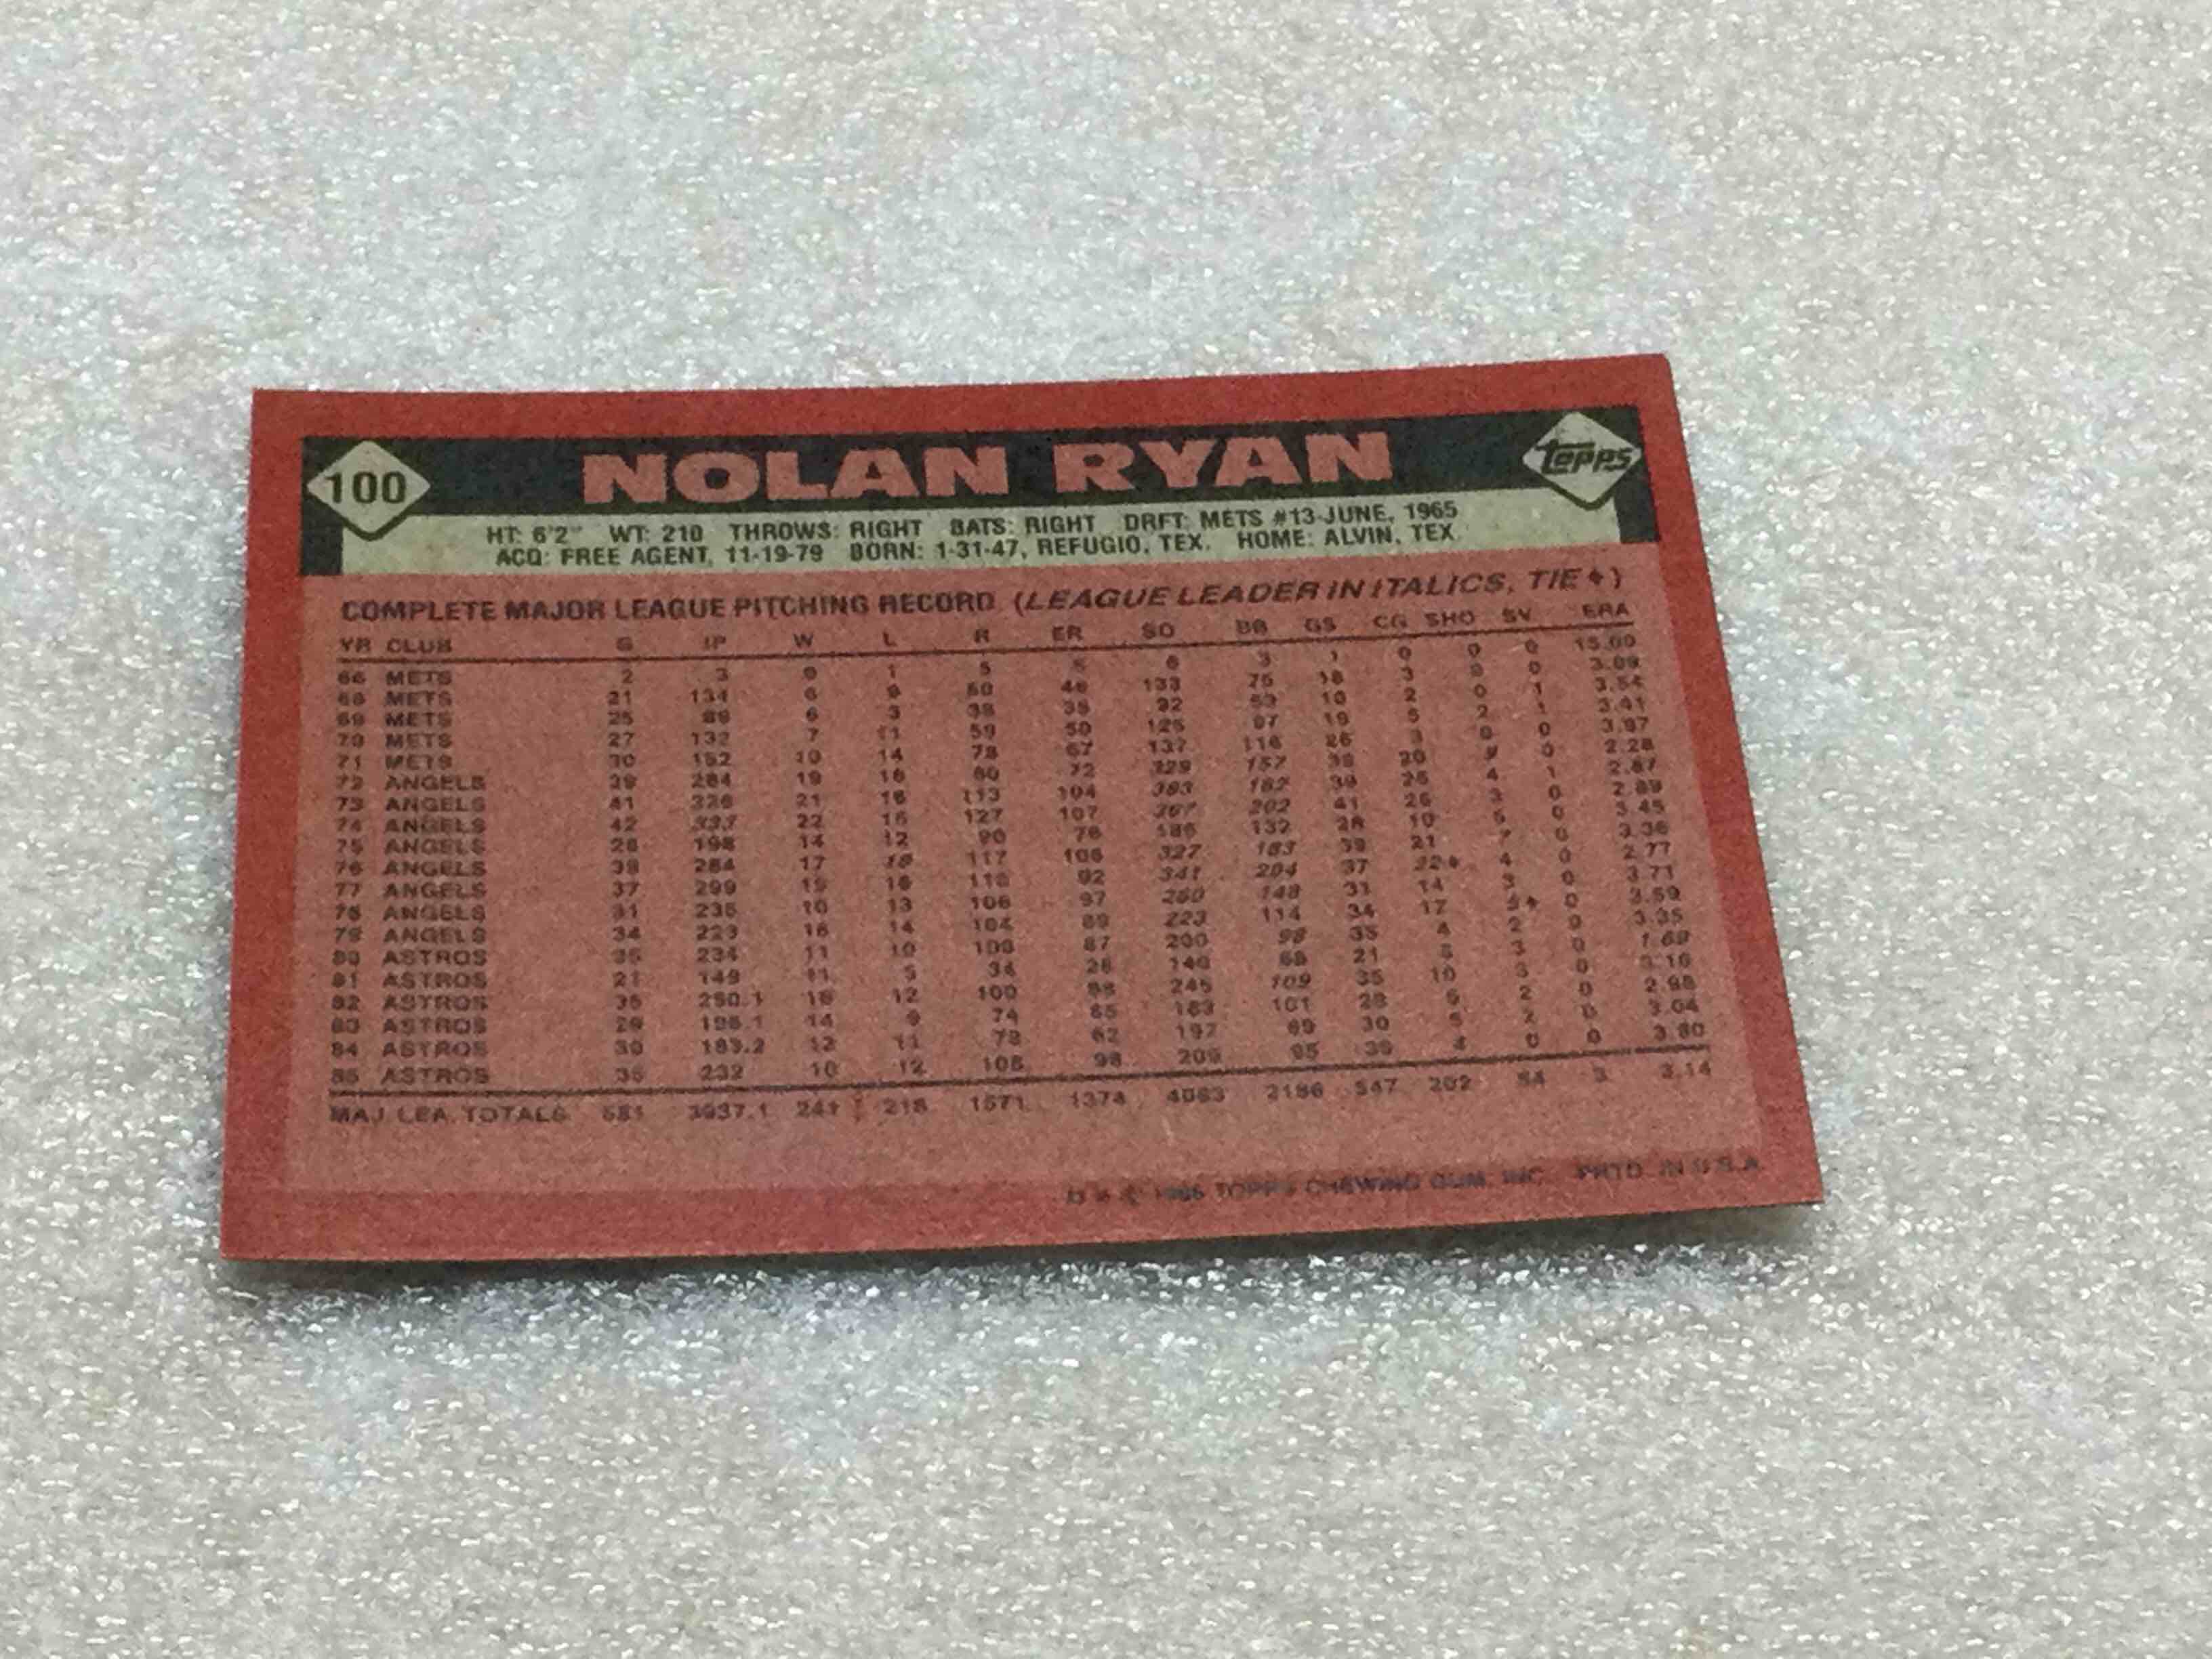 100 NOLAN RYAN topps
HT: 6'2" WT: 210 THROWS: RIGHT BATS: RIGHT DRFT: METS #13-JUNE, 1965
ACQ: FREE AGENT, 11-19-79 BORN: 1-31-47, REFUGIO, TEX. HOME: ALVIN, TEX.
COMPLETE MAJOR LEAGUE PITCHING RECORD (LEAGUE LEADER IN ITALICS, TIE ♦)
YR CLUB G IP W L R ER SO BB GS CG SHO SV ERA
66 METS 2 3 0 1 5 5 6 3 1 0 0 0 15.00
68 METS 21 134 6 9 50 46 133 75 18 3 0 0 3.09
69 METS 25 89 6 3 38 35 92 53 10 2 0 1 3.54
70 METS 27 132 7 11 59 50 125 97 19 5 2 1 3.41
71 METS 30 152 10 14 78 67 137 116 26 3 0 0 3.97
72 ANGELS 39 284 19 16 80 72 329 157 39 20 9 0 2.28
73 ANGELS 41 326 21 16 113 104 383 162 39 26 4 1 2.87
74 ANGELS 42 333 22 16 127 107 367 202 41 26 3 0 2.89
75 ANGELS 28 198 14 12 90 76 186 132 28 10 5 0 3.45
76 ANGELS 39 284 17 18 117 106 327 183 39 21 7 0 3.36
77 ANGELS 37 299 19 16 110 92 341 204 37 22♦ 4 0 2.77
78 ANGELS 31 235 10 13 106 97 260 148 31 14 3 0 3.71
79 ANGELS 34 223 16 14 104 89 223 114 34 17 5♦ 0 3.59
80 ASTROS 35 234 11 10 100 87 200 98 35 4 2 0 3.35
81 ASTROS 21 149 11 5 34 28 140 68 21 5 3 0 1.69
82 ASTROS 35 250.1 16 12 100 88 245 109 35 10 3 0 3.16
83 ASTROS 29 196.1 14 9 74 65 183 101 29 5 2 0 2.98
84 ASTROS 30 183.2 12 11 78 62 197 69 30 5 2 0 3.04
85 ASTROS 35 232 10 12 108 98 209 95 35 4 0 0 3.80
MAJ. LEA. TOTALS 581 3937.1 241 218 1571 1374 4083 2186 547 202 54 3 3.14
© 1986 TOPPS CHEWING GUM, INC. PRTD. IN U.S.A.